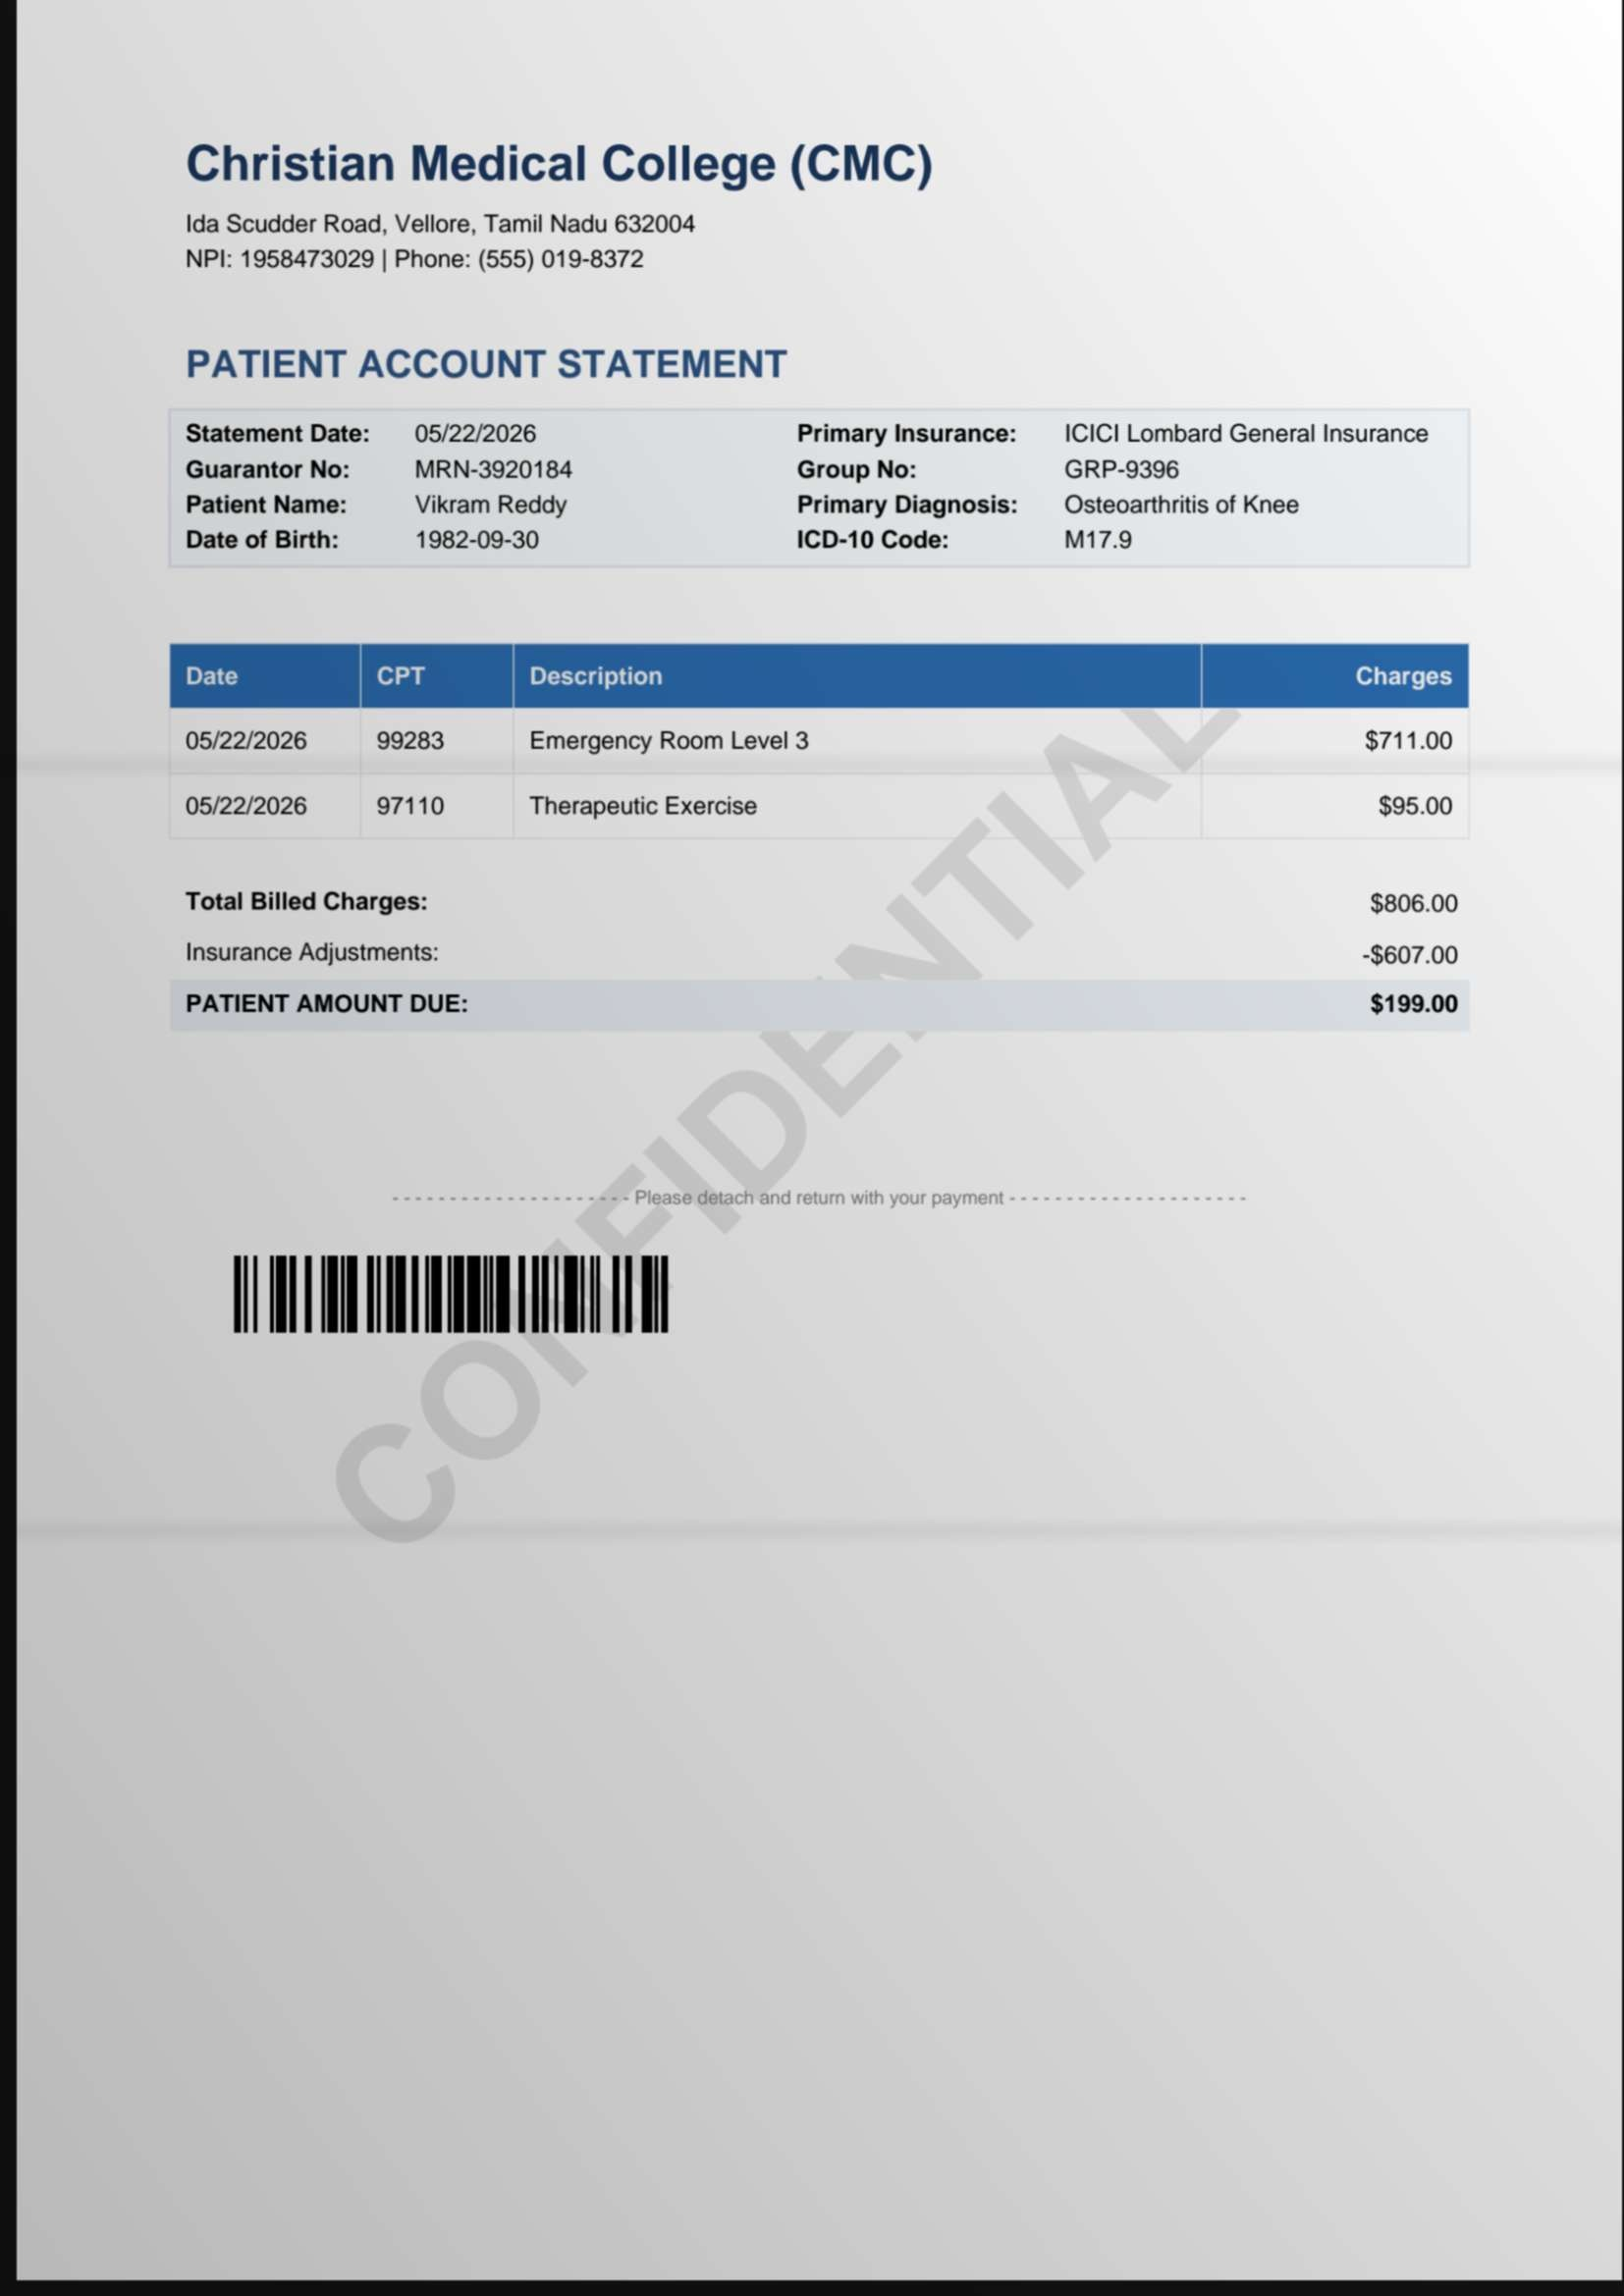 Christian Medical College (CMC)
Ida Scudder Road, Vellore, Tamil Nadu 632004
NPI: 1958473029 | Phone: (555) 019-8372
PATIENT ACCOUNT STATEMENT
Statement Date: 05/22/2026 Primary Insurance: ICICI Lombard General Insurance
Guarantor No: MRN-3920184 Group No: GRP-9396
Patient Name: Vikram Reddy Primary Diagnosis: Osteoarthritis of Knee
Date of Birth: 1982-09-30 ICD-10 Code: M17.9
Date CPT Description Charges
05/22/2026 99283 Emergency Room Level 3 $711.00
05/22/2026 97110 Therapeutic Exercise $95.00
Total Billed Charges: $806.00
Insurance Adjustments: -$607.00
PATIENT AMOUNT DUE: $199.00
Please detach and return with your payment
CONFIDENTIAL